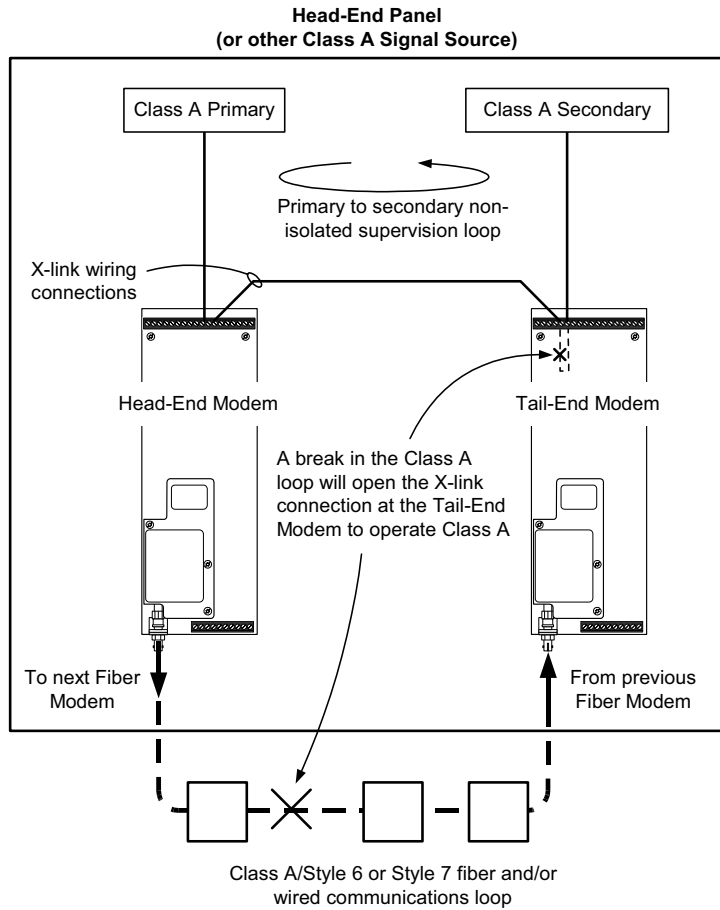 Head-End Panel
(or other Class A Signal Source)
Class A Primary
Class A Secondary
Primary to secondary non-
isolated supervision loop
X-link wiring
connections
Head-End Modem
Tail-End Modem
A break in the Class A
loop will open the X-link
connection at the Tail-End
Modem to operate Class A
To next Fiber
Modem
From previous
Fiber Modem
Class A/Style 6 or Style 7 fiber and/or
wired communications loop